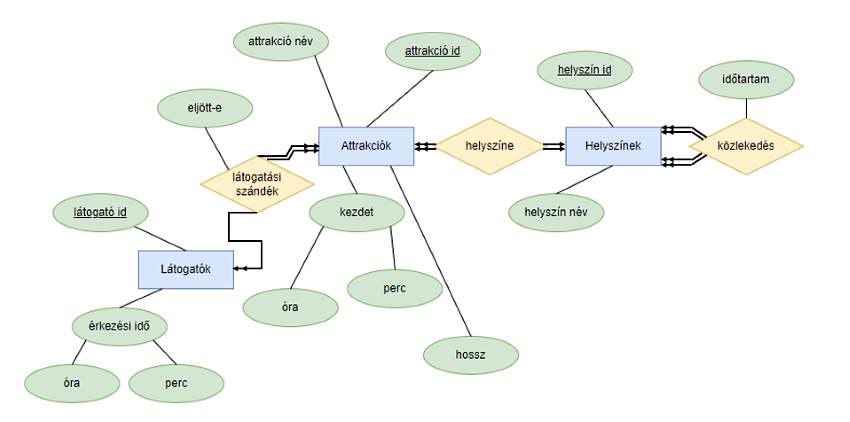 attrakció név
attrakció id
helyszín id
időtartam
eljött-e
Attrakciók
helyszíne
Helyszínek
közlekedés
látogatási
szándék
látogató id
kezdet
helyszín név
Látogatók
perc
óra
érkezési idő
hossz
óra
perc